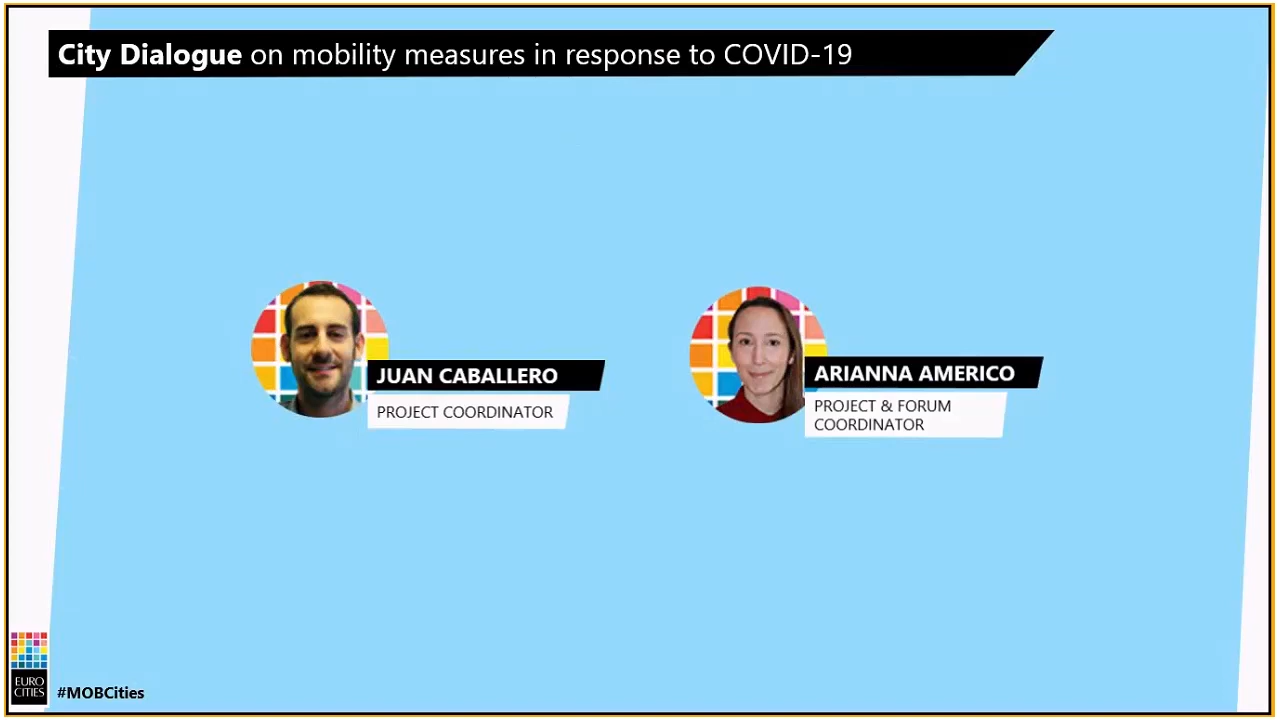 City Dialogue on mobility measures in response to COVID-19
JUAN CABALLERO
PROJECT COORDINATOR
ARIANNA AMERICO
PROJECT & FORUM
COORDINATOR
EURO
CITIES
#MOBCities